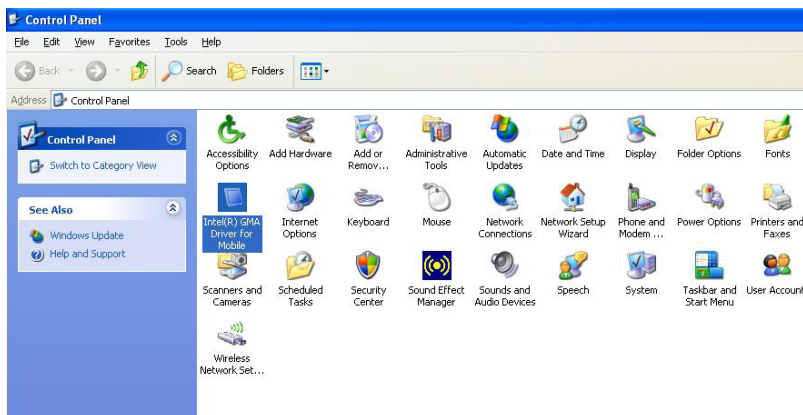 Control Panel
File Edit View Favorites Tools Help
Back Search Folders
Address Control Panel
Control Panel
Switch to Category View
See Also
Windows Update
Help and Support
Accessibility Options
Add Hardware
Add or Remov...
Administrative Tools
Automatic Updates
Date and Time
Display
Folder Options
Fonts
Intel(R) GMA Driver for Mobile
Internet Options
Keyboard
Mouse
Network Connections
Network Setup Wizard
Phone and Modem ...
Power Options
Printers and Faxes
Scanners and Cameras
Scheduled Tasks
Security Center
Sound Effect Manager
Sounds and Audio Devices
Speech
System
Taskbar and Start Menu
User Account
Wireless Network Set...